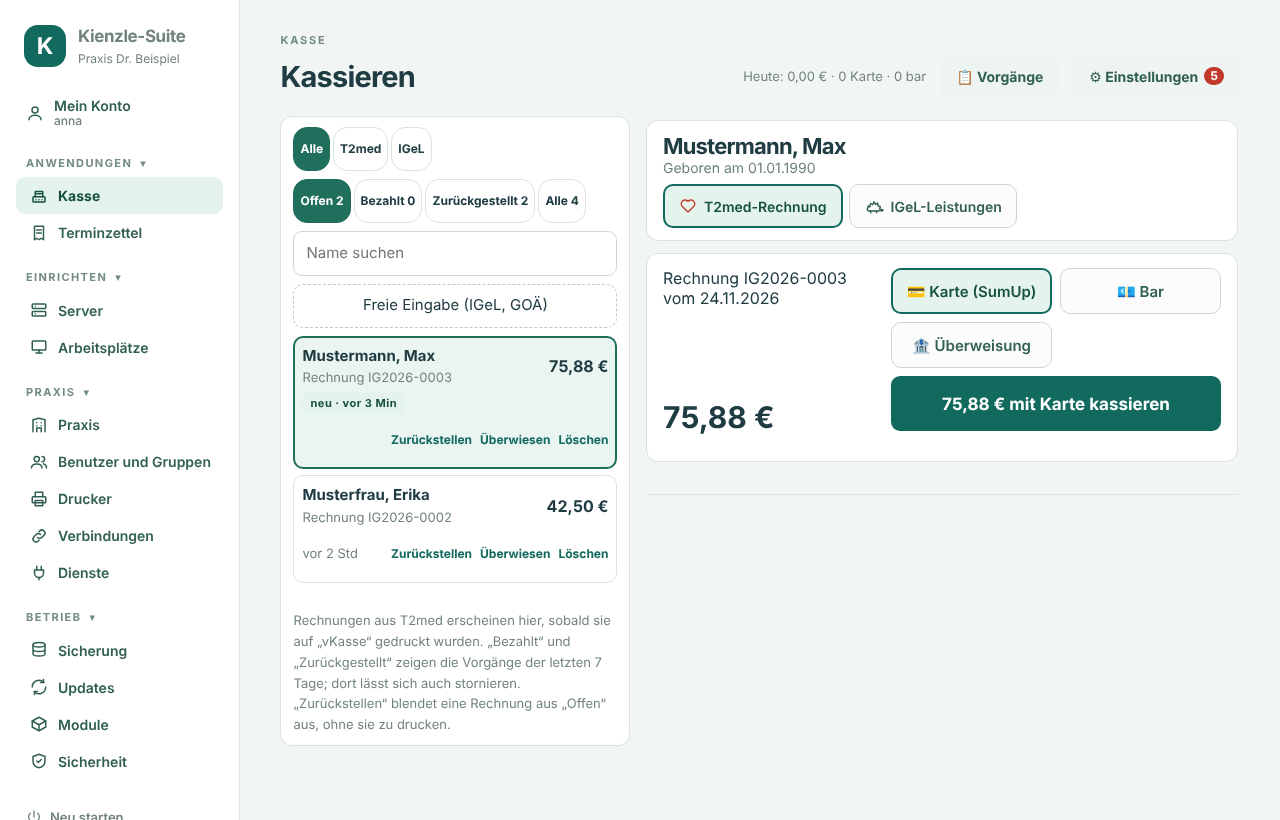 K
Kienzle-Suite
Praxis Dr. Beispiel
Mein Konto
anna
ANWENDUNGEN ▾
Kasse
Terminzettel
EINRICHTEN ▾
Server
Arbeitsplätze
PRAXIS ▾
Praxis
Benutzer und Gruppen
Drucker
Verbindungen
Dienste
BETRIEB ▾
Sicherung
Updates
Module
Sicherheit
Neu starten
KASSE
Kassieren
Heute: 0,00 € · 0 Karte · 0 bar
Vorgänge
Einstellungen 5
Alle T2med IGeL
Offen 2 Bezahlt 0 Zurückgestellt 2 Alle 4
Name suchen
Freie Eingabe (IGeL, GOÄ)
Mustermann, Max
75,88 €
Rechnung IG2026-0003
neu · vor 3 Min
Zurückstellen Überwiesen Löschen
Musterfrau, Erika
42,50 €
Rechnung IG2026-0002
vor 2 Std Zurückstellen Überwiesen Löschen
Rechnungen aus T2med erscheinen hier, sobald sie
auf „vKasse“ gedruckt wurden. „Bezahlt“ und
„Zurückgestellt“ zeigen die Vorgänge der letzten 7
Tage; dort lässt sich auch stornieren.
„Zurückstellen“ blendet eine Rechnung aus „Offen“
aus, ohne sie zu drucken.
Mustermann, Max
Geboren am 01.01.1990
T2med-Rechnung IGeL-Leistungen
Rechnung IG2026-0003
vom 24.11.2026
75,88 €
Karte (SumUp) Bar
Überweisung
75,88 € mit Karte kassieren